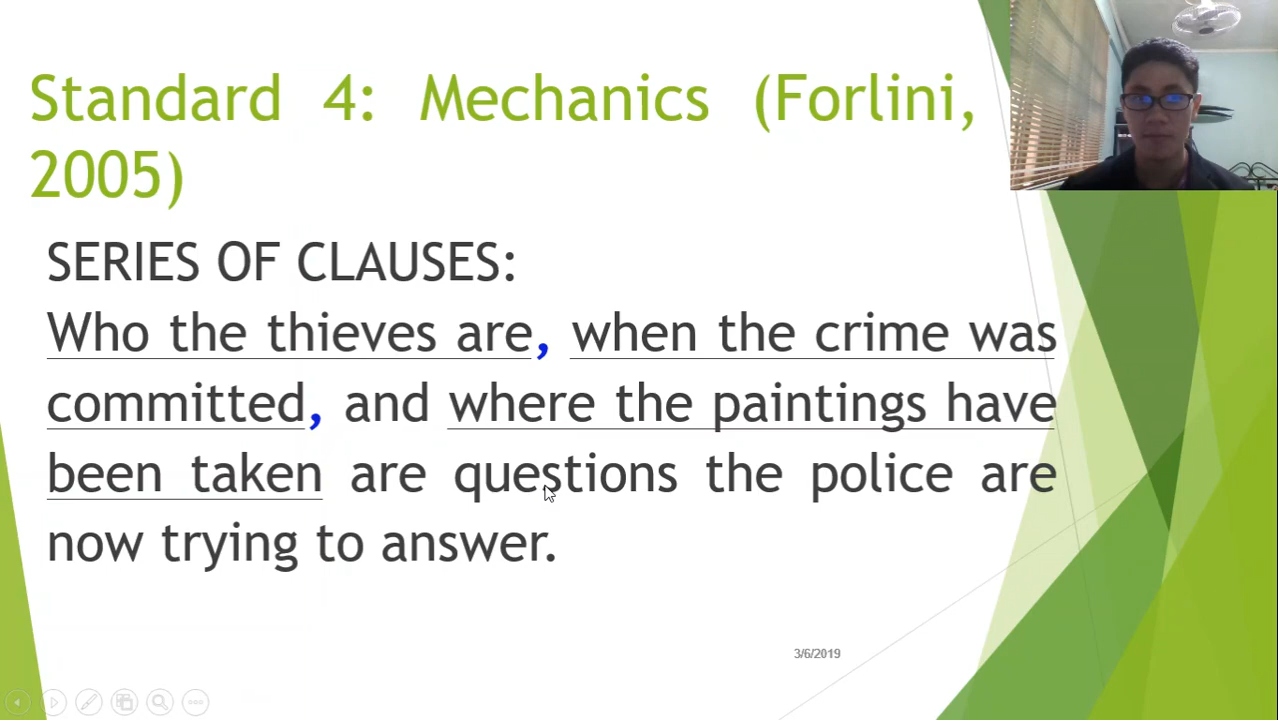 Standard 4: Mechanics (Forlini,
2005)
SERIES OF CLAUSES:
Who the thieves are, when the crime was
committed, and where the paintings have
been taken are questions the police are
now trying to answer.
3/6/2019